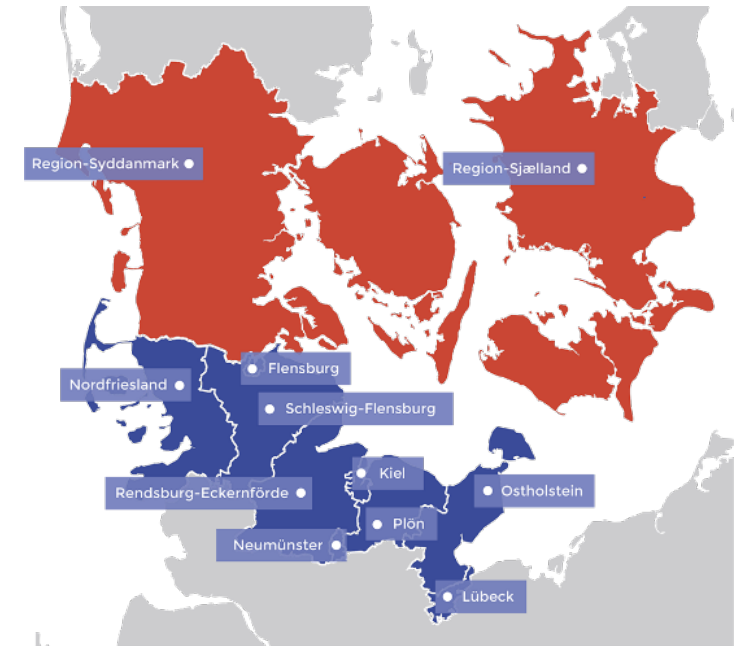 Region-Syddanmark
Region-Sjælland
Flensburg
Nordfriesland
Schleswig-Flensburg
Kiel
Rendsburg-Eckernförde
Ostholstein
Plön
Neumünster
Lübeck